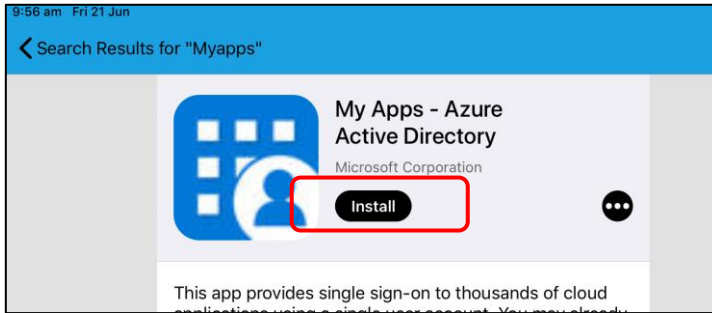 9:56 am Fri 21 Jun
Search Results for "Myapps"
My Apps - Azure
Active Directory
Microsoft Corporation
Install
This app provides single sign-on to thousands of cloud
applications using a single user account. You may already